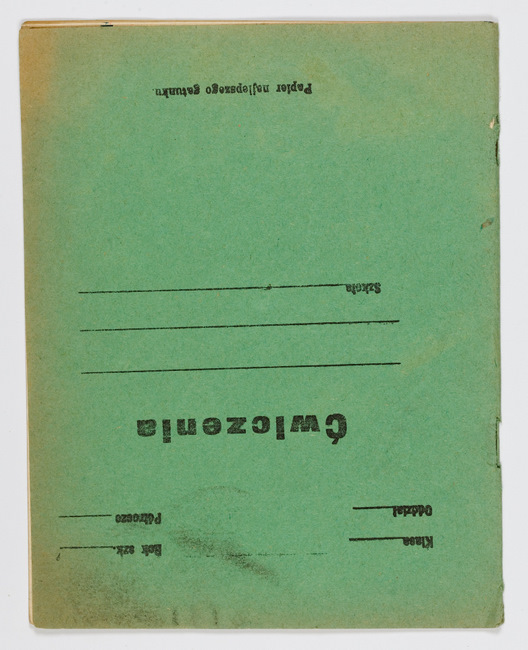 Klasa Rok szk.
Oddział Półrocze
Ćwiczenia
Szkoła
Papier najlepszego gatunku.